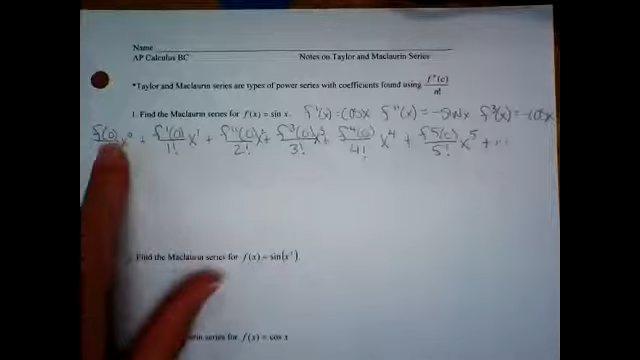 Name
AP Calculus BC Notes on Taylor and Maclaurin Series
*Taylor and Maclaurin series are types of power series with coefficients found using fⁿ(c)/n!
1. Find the Maclaurin series for f(x) = sin x. f'(x) = cos x f''(x) = -sin x f³(x) = -cos x
f(0) x⁰ + f'(0)/1! x¹ + f''(0)/2! x² + f³(0)/3! x³ + f⁴(0)/4! x⁴ + f⁵(0)/5! x⁵ + ...
Find the Maclaurin series for f(x) = sin(x²).
series for f(x) = cos x